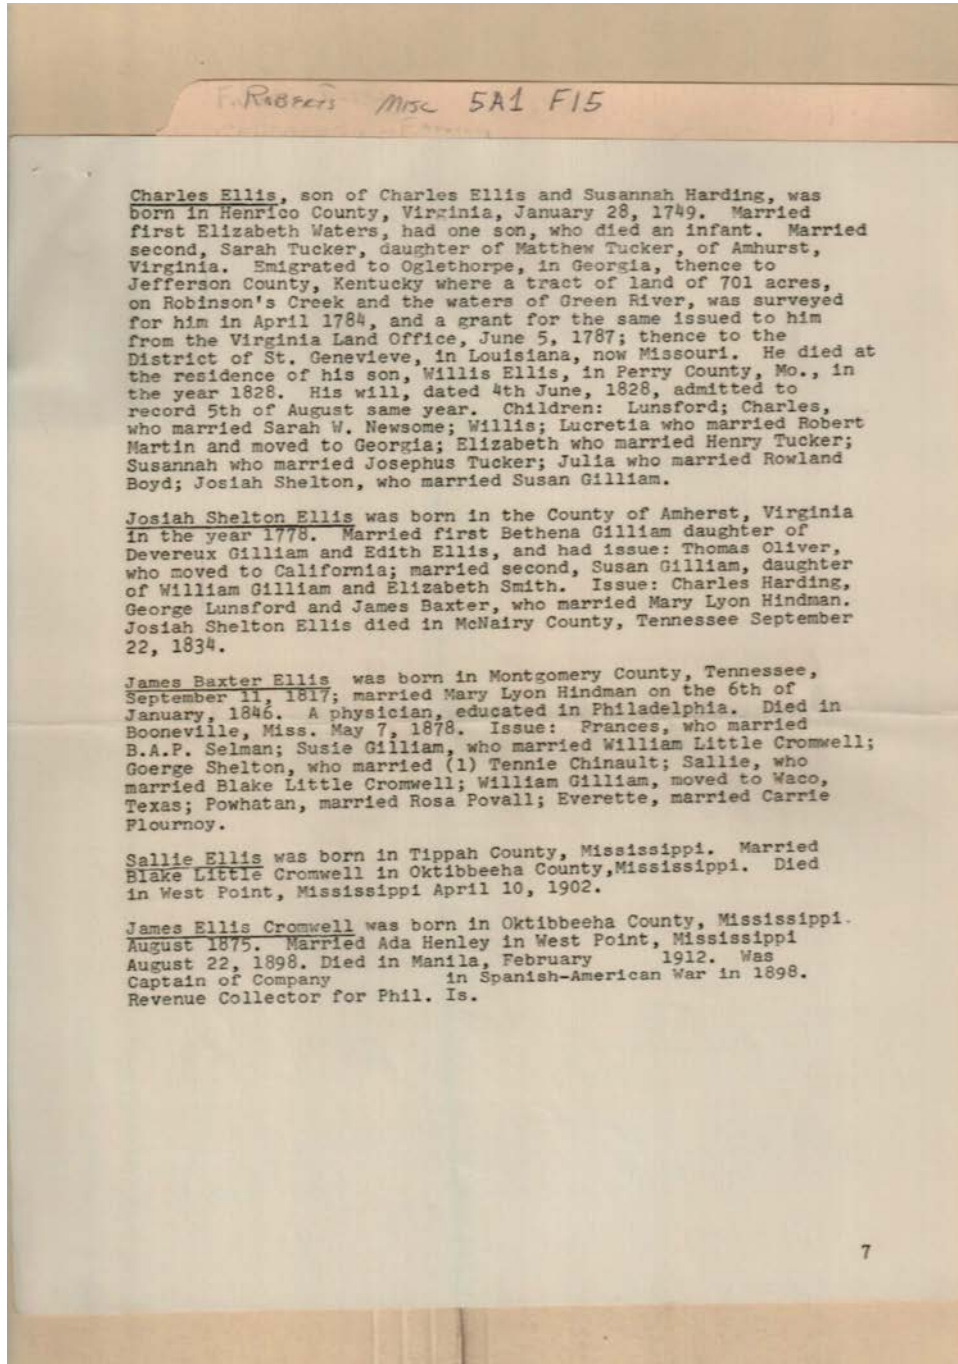 F. ROBERTS MISC 5A1 F15
Charles Ellis, son of Charles Ellis and Susannah Harding, was
born in Henrico County, Virginia, January 28, 1749. Married
first Elizabeth Waters, had one son, who died an infant. Married
second, Sarah Tucker, daughter of Matthew Tucker, of Amhurst,
Virginia. Emigrated to Oglethorpe, in Georgia, thence to
Jefferson County, Kentucky where a tract of land of 701 acres,
on Robinson's Creek and the waters of Green River, was surveyed
for him in April 1784, and a grant for the same issued to him
from the Virginia Land Office, June 5, 1787; thence to the
District of St. Genevieve, in Louisiana, now Missouri. He died at
the residence of his son, Willis Ellis, in Perry County, Mo., in
the year 1828. His will, dated 4th June, 1828, admitted to
record 5th of August same year. Children: Lunsford; Charles,
who married Sarah W. Newsome; Willis; Lucretia who married Robert
Martin and moved to Georgia; Elizabeth who married Henry Tucker;
Susannah who married Josephus Tucker; Julia who married Rowland
Boyd; Josiah Shelton, who married Susan Gilliam.
Josiah Shelton Ellis was born in the County of Amherst, Virginia
in the year 1778. Married first Bethena Gilliam daughter of
Devereux Gilliam and Edith Ellis, and had issue: Thomas Oliver,
who moved to California; married second, Susan Gilliam, daughter
of William Gilliam and Elizabeth Smith. Issue: Charles Harding,
George Lunsford and James Baxter, who married Mary Lyon Hindman.
Josiah Shelton Ellis died in McNairy County, Tennessee September
22, 1834.
James Baxter Ellis was born in Montgomery County, Tennessee,
September 11, 1817; married Mary Lyon Hindman on the 6th of
January, 1846. A physician, educated in Philadelphia. Died in
Booneville, Miss. May 7, 1878. Issue: Frances, who married
B.A.P. Selman; Susie Gilliam, who married William Little Cromwell;
Goerge Shelton, who married (1) Tennie Chinault; Sallie, who
married Blake Little Cromwell; William Gilliam, moved to Waco,
Texas; Powhatan, married Rosa Povall; Everette, married Carrie
Flournoy.
Sallie Ellis was born in Tippah County, Mississippi. Married
Blake Little Cromwell in Oktibbeeha County,Mississippi. Died
in West Point, Mississippi April 10, 1902.
James Ellis Cromwell was born in Oktibbeeha County, Mississippi.
August 1875. Married Ada Henley in West Point, Mississippi
August 22, 1898. Died in Manila, February 1912. Was
Captain of Company in Spanish-American War in 1898.
Revenue Collector for Phil. Is.
7